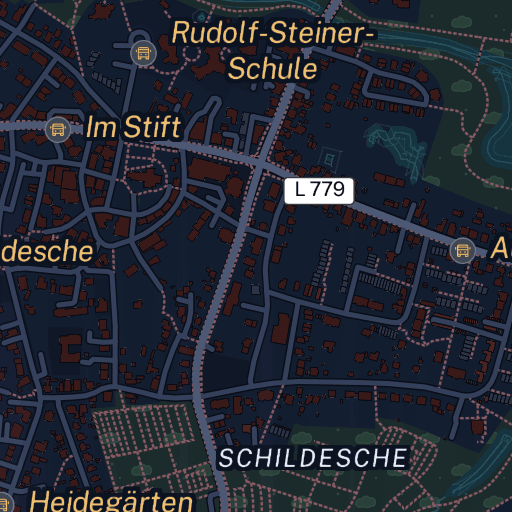 Rudolf-Steiner-
Schule
Im Stift
L 779
desche
SCHILDESCHE
Heidegärten